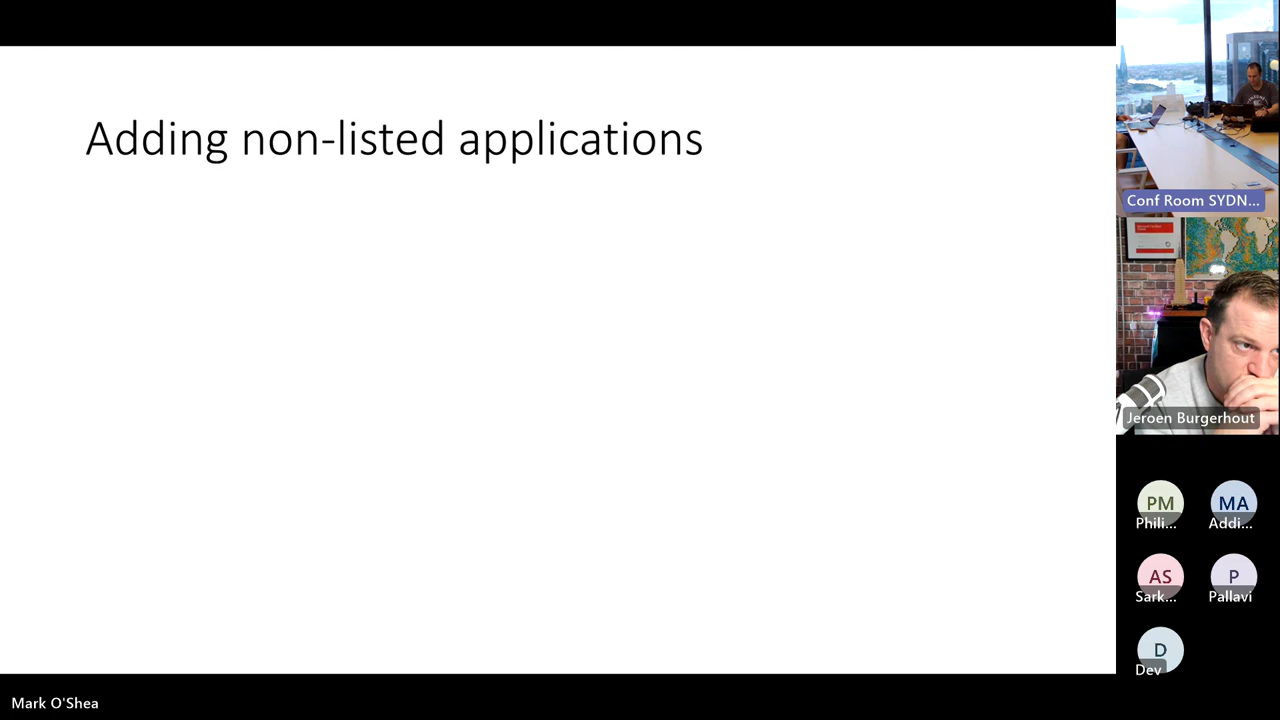 Adding non-listed applications
Conf Room SYDN...
Jeroen Burgerhout
PM
Phili...
MA
Addi...
AS
Sark...
P
Pallavi
D
Dev
Mark O'Shea